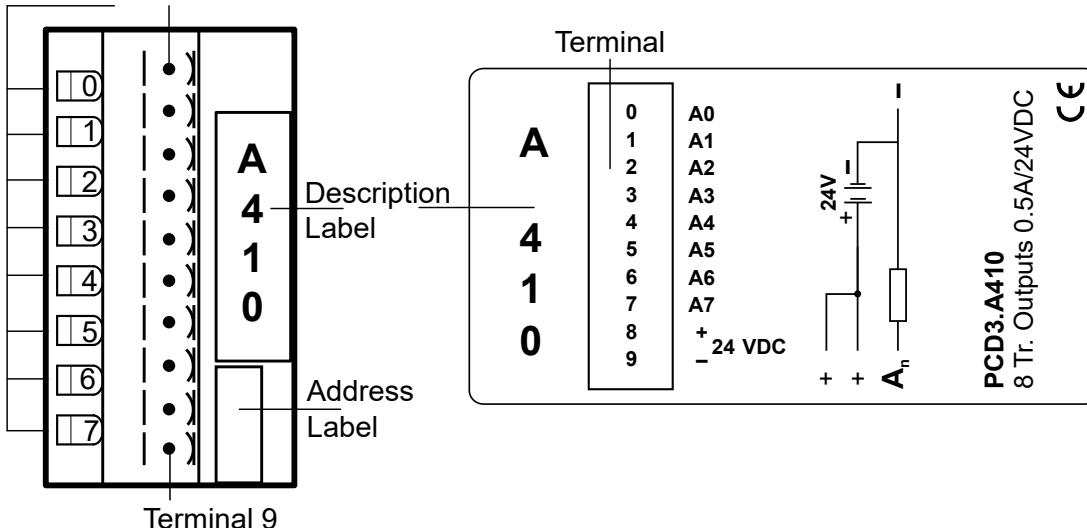 0
1
2
3
4
5
6
7
A
4
1
0
Description
Label
Address
Label
Terminal 9
Terminal
A
4
1
0
0 A0
1 A1
2 A2
3 A3
4 A4
5 A5
6 A6
7 A7
8 +
24 VDC
9 −
−
24V
−
+
+ + An
PCD3.A410
8 Tr. Outputs 0.5A/24VDC
CE